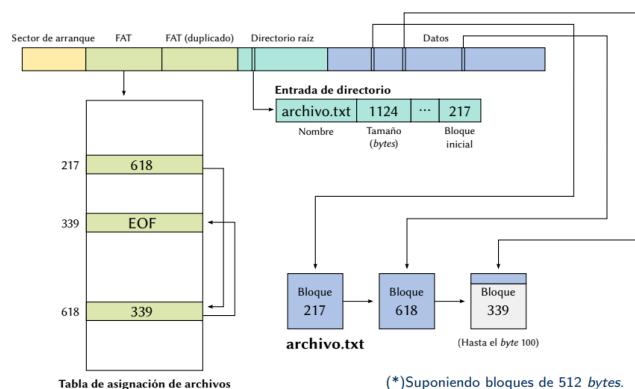 Sector de arranque
FAT
FAT (duplicado)
Directorio raíz
Datos
Entrada de directorio
archivo.txt 1124 ... 217
Nombre
Tamaño
(bytes)
Bloque
inicial
217 618
339 EOF
618 339
Tabla de asignación de archivos
Bloque
217
Bloque
618
Bloque
339
archivo.txt
(Hasta el byte 100)
(*)Suponiendo bloques de 512 bytes.